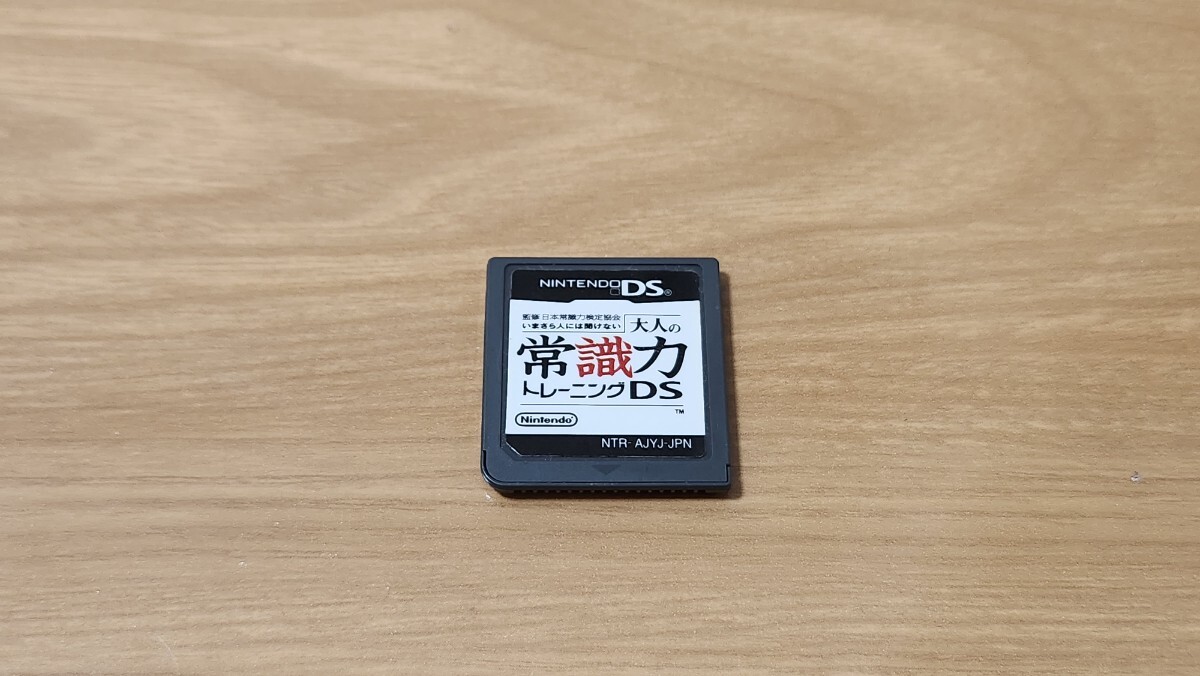 NINTENDO DS®
監修 日本常識力検定協会
いまさら人には聞けない
大人の
常識力
トレーニングDS
TM
Nintendo®
NTR- AJYJ-JPN